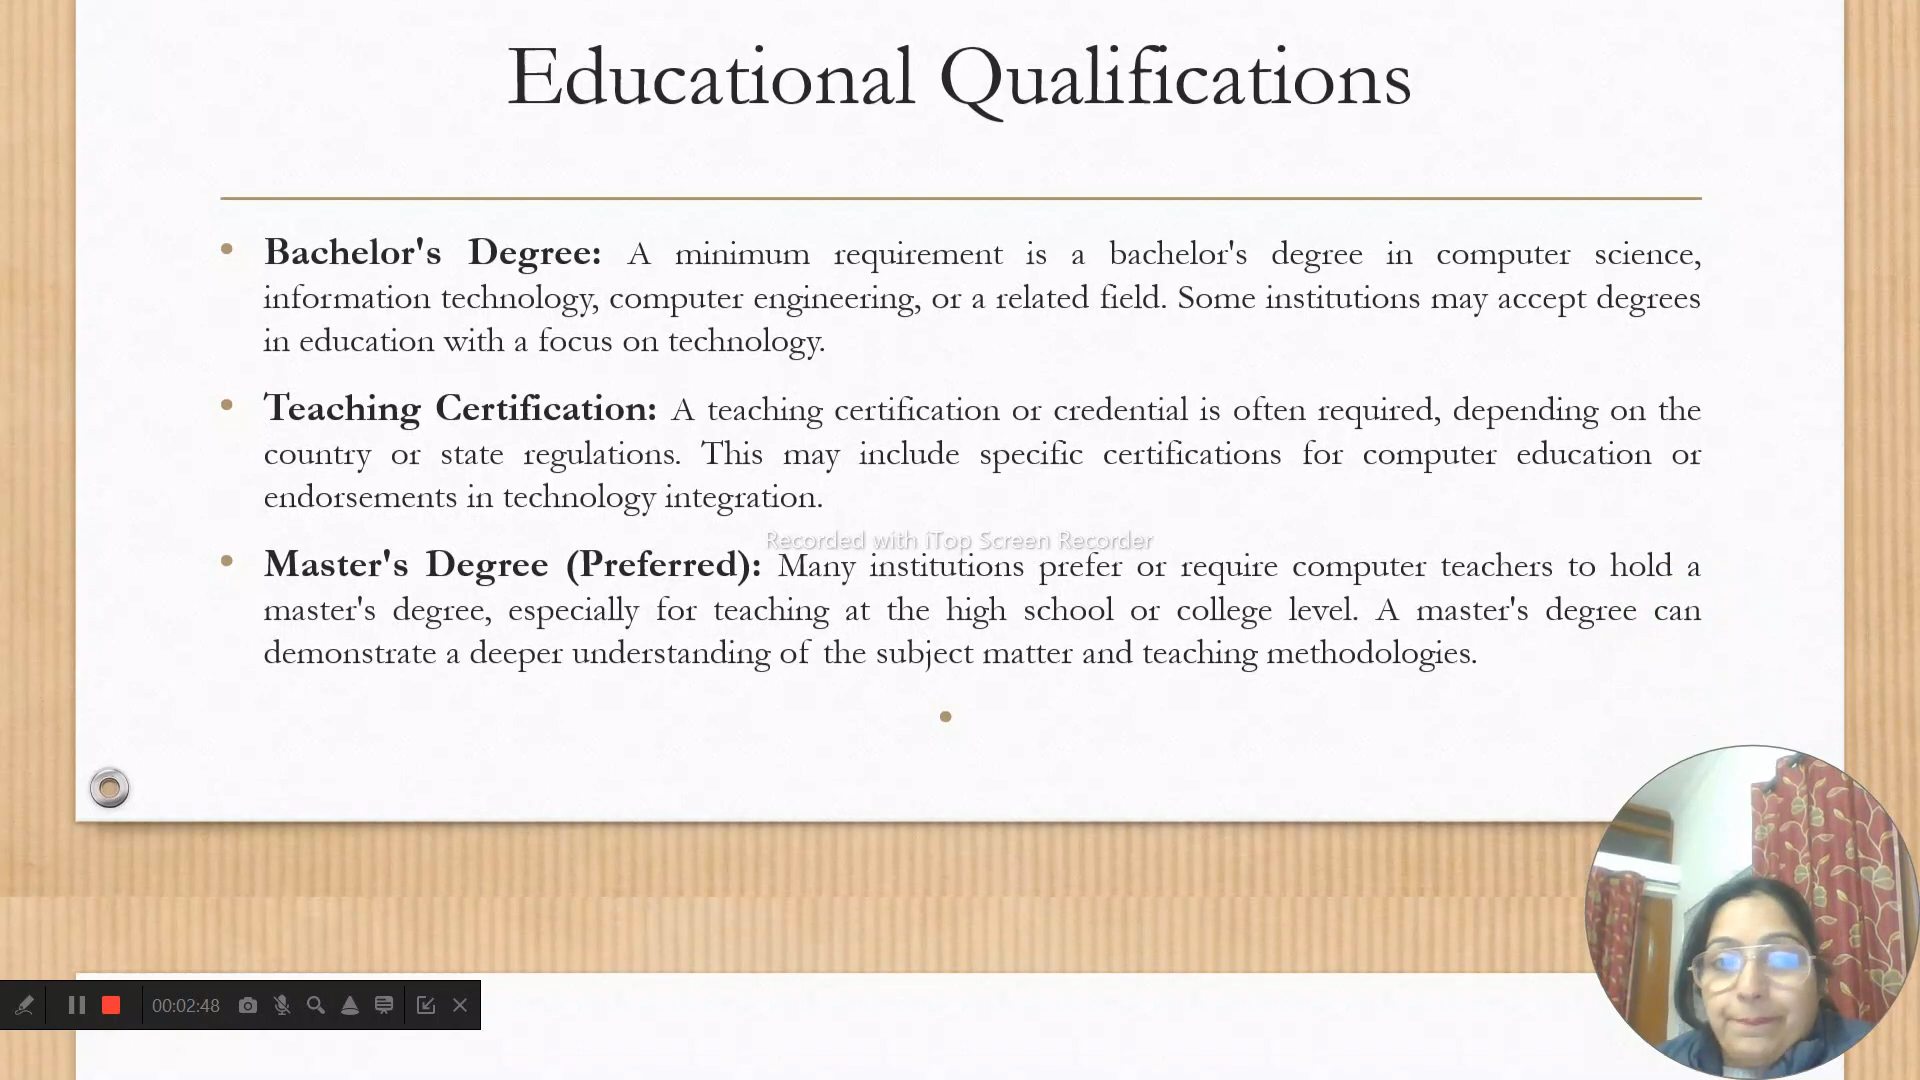 Educational Qualifications
• Bachelor's Degree: A minimum requirement is a bachelor's degree in computer science,
information technology, computer engineering, or a related field. Some institutions may accept degrees
in education with a focus on technology.
• Teaching Certification: A teaching certification or credential is often required, depending on the
country or state regulations. This may include specific certifications for computer education or
endorsements in technology integration.
Recorded with iTop Screen Recorder
• Master's Degree (Preferred): Many institutions prefer or require computer teachers to hold a
master's degree, especially for teaching at the high school or college level. A master's degree can
demonstrate a deeper understanding of the subject matter and teaching methodologies.
•
00:02:48